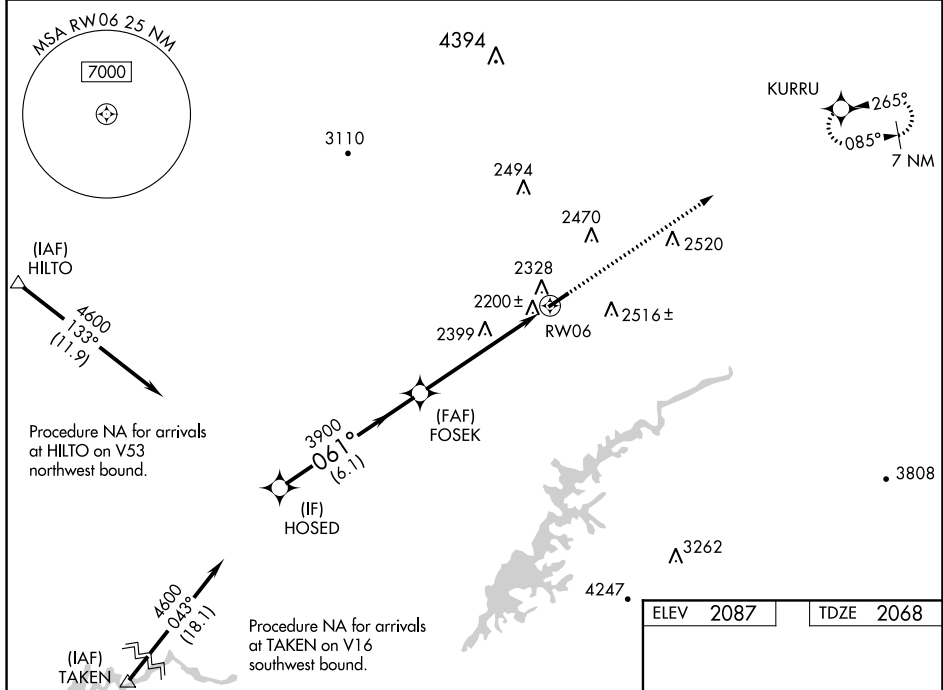 MSA RW06 25 NM
7000
4394
3110
KURRU
265°
085°
7 NM
2494
2470
2520
(IAF)
HILTO
2328
2200±
2516±
RW06
2399
4600
133°
(11.9)
Procedure NA for arrivals
at HILTO on V53
northwest bound.
(FAF)
FOSEK
3900
061°
(6.1)
(IF)
HOSED
3808
3262
4247
4600
043°
(18.1)
Procedure NA for arrivals
at TAKEN on V16
southwest bound.
(IAF)
TAKEN
ELEV 2087
TDZE 2068